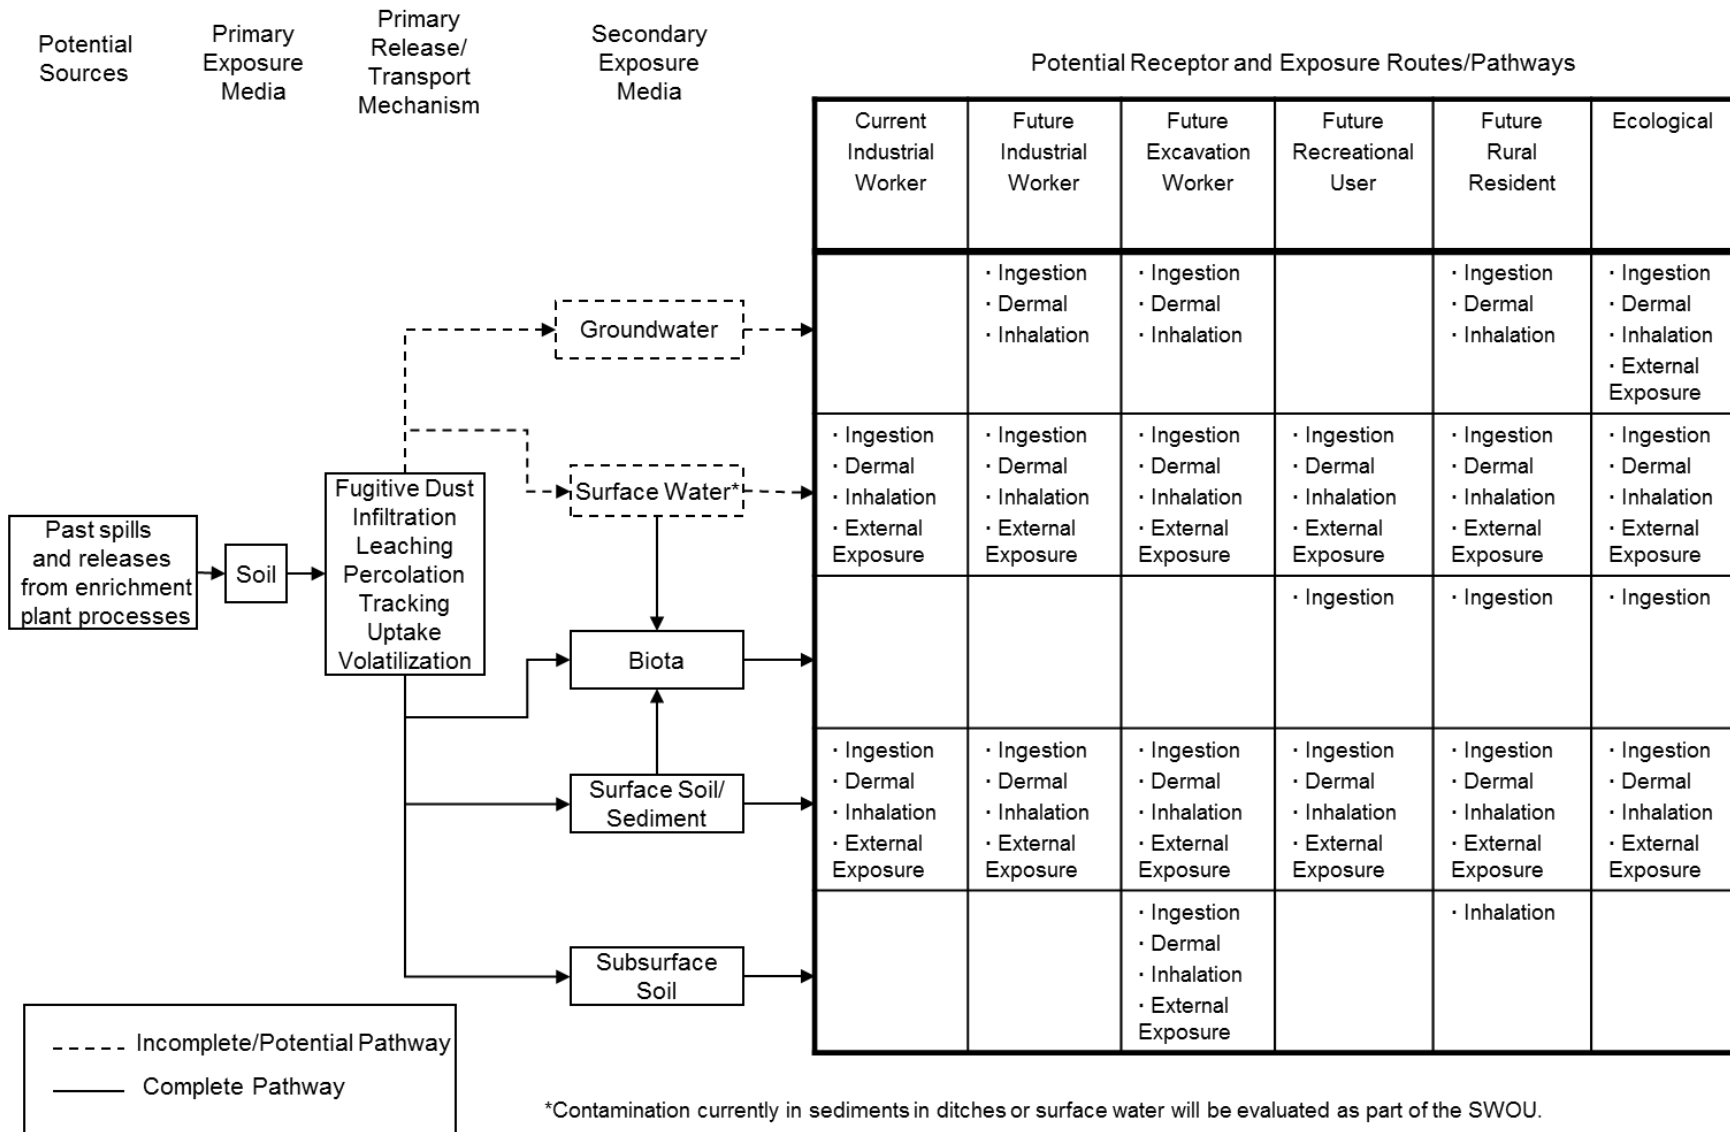 Potential
Sources
Primary
Exposure
Media
Primary
Release/
Transport
Mechanism
Secondary
Exposure
Media
Potential Receptor and Exposure Routes/Pathways
Current
Industrial
Worker
Future
Industrial
Worker
Future
Excavation
Worker
Future
Recreational
User
Future
Rural
Resident
Ecological
Past spills
and releases
from enrichment
plant processes
Soil
Fugitive Dust
Infiltration
Leaching
Percolation
Tracking
Uptake
Volatilization
Groundwater
· Ingestion
· Dermal
· Inhalation
· Ingestion
· Dermal
· Inhalation
· Ingestion
· Dermal
· Inhalation
· Ingestion
· Dermal
· Inhalation
· External
Exposure
Surface Water*
· Ingestion
· Dermal
· Inhalation
· External
Exposure
· Ingestion
· Dermal
· Inhalation
· External
Exposure
· Ingestion
· Dermal
· Inhalation
· External
Exposure
· Ingestion
· Dermal
· Inhalation
· External
Exposure
· Ingestion
· Dermal
· Inhalation
· External
Exposure
· Ingestion
· Dermal
· Inhalation
· External
Exposure
Biota
· Ingestion
· Ingestion
· Ingestion
Surface Soil/
Sediment
· Ingestion
· Dermal
· Inhalation
· External
Exposure
· Ingestion
· Dermal
· Inhalation
· External
Exposure
· Ingestion
· Dermal
· Inhalation
· External
Exposure
· Ingestion
· Dermal
· Inhalation
· External
Exposure
· Ingestion
· Dermal
· Inhalation
· External
Exposure
· Ingestion
· Dermal
· Inhalation
· External
Exposure
Subsurface
Soil
· Ingestion
· Dermal
· Inhalation
· External
Exposure
· Inhalation
Incomplete/Potential Pathway
Complete Pathway
*Contamination currently in sediments in ditches or surface water will be evaluated as part of the SWOU.